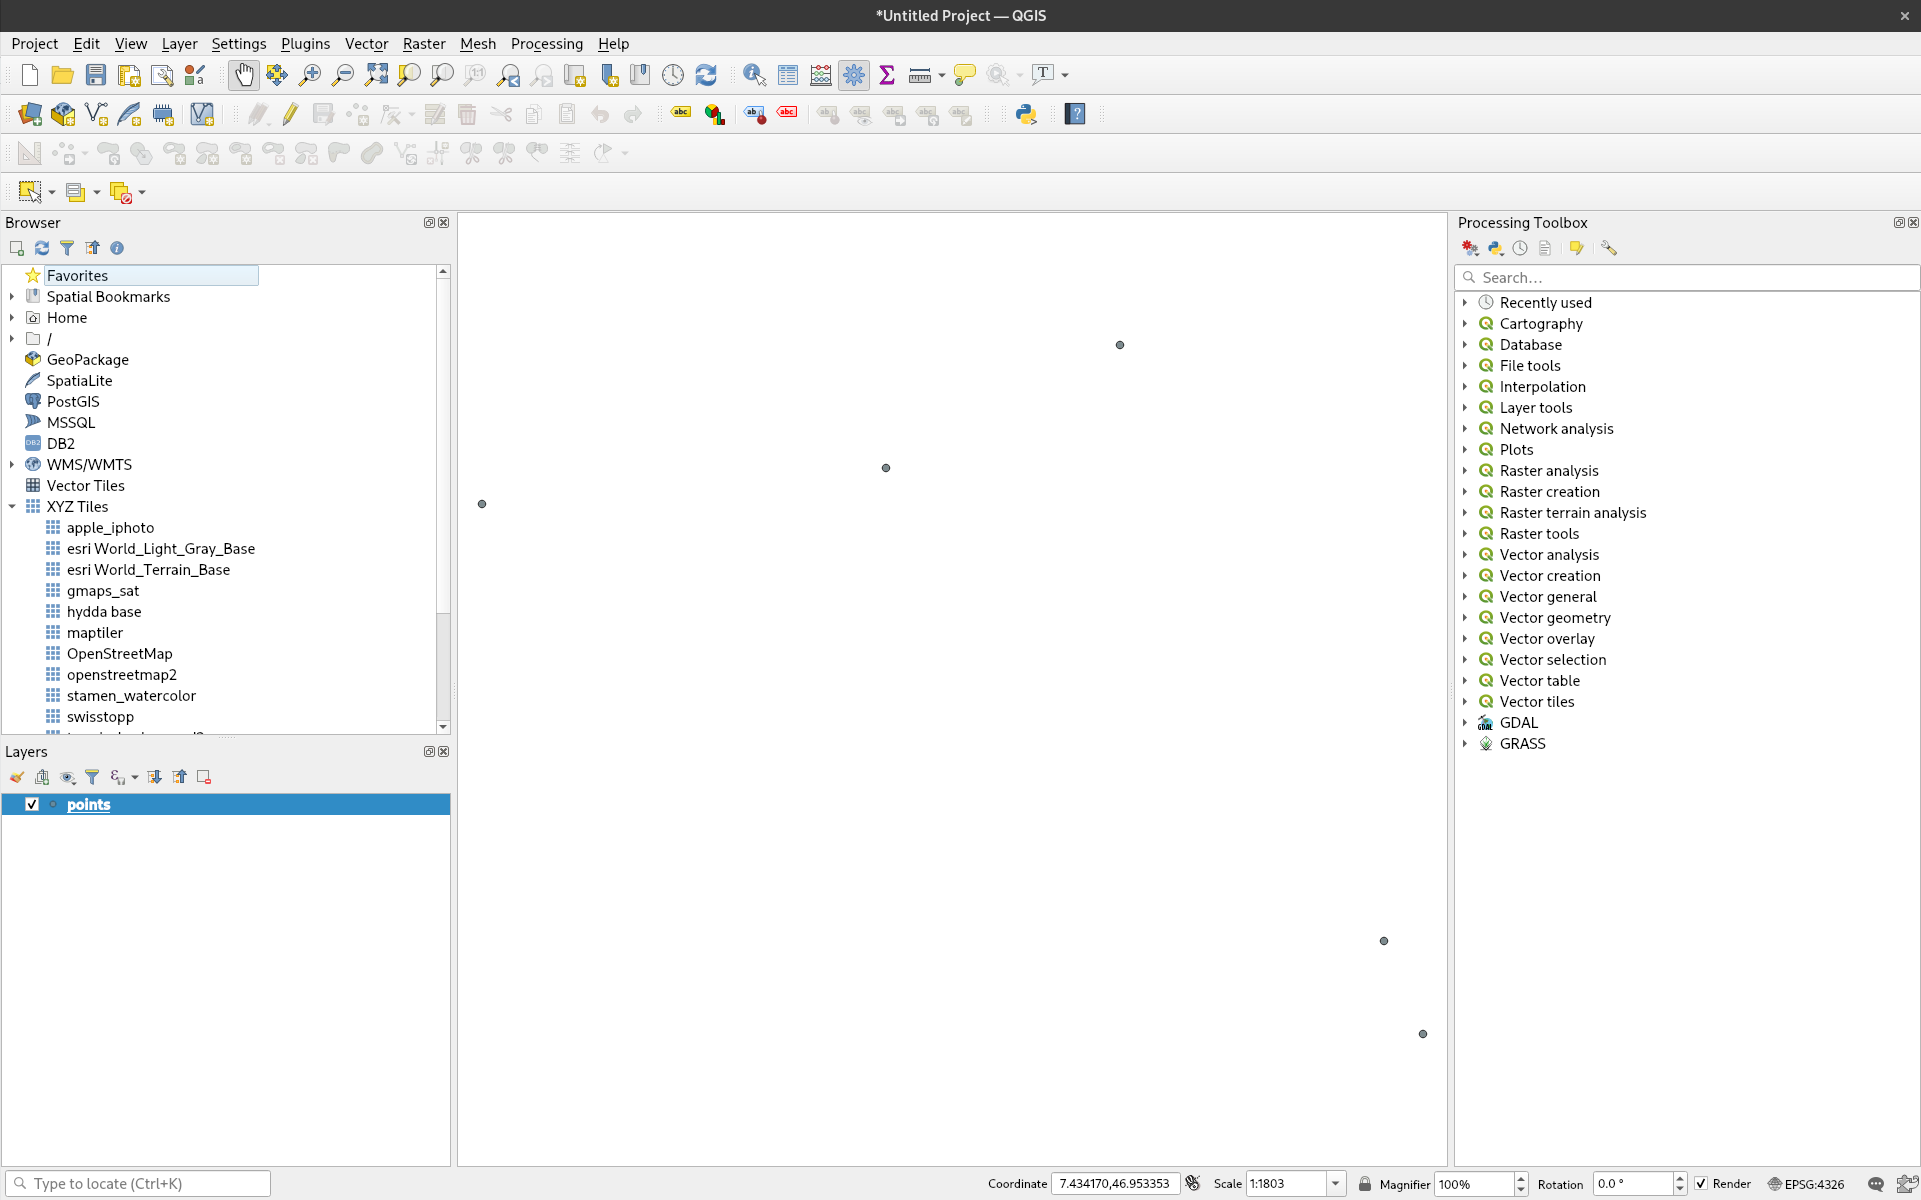 *Untitled Project — QGIS
Project Edit View Layer Settings Plugins Vector Raster Mesh Processing Help
Browser
Favorites
Spatial Bookmarks
Home
/
GeoPackage
SpatiaLite
PostGIS
MSSQL
DB2
WMS/WMTS
Vector Tiles
XYZ Tiles
apple_iphoto
esri World_Light_Gray_Base
esri World_Terrain_Base
gmaps_sat
hydda base
maptiler
OpenStreetMap
openstreetmap2
stamen_watercolor
swisstopp
Layers
points
Processing Toolbox
Search...
Recently used
Cartography
Database
File tools
Interpolation
Layer tools
Network analysis
Plots
Raster analysis
Raster creation
Raster terrain analysis
Raster tools
Vector analysis
Vector creation
Vector general
Vector geometry
Vector overlay
Vector selection
Vector table
Vector tiles
GDAL
GRASS
Type to locate (Ctrl+K)
Coordinate 7.434170,46.953353 Scale 1:1803 Magnifier 100% Rotation 0.0 ° Render EPSG:4326